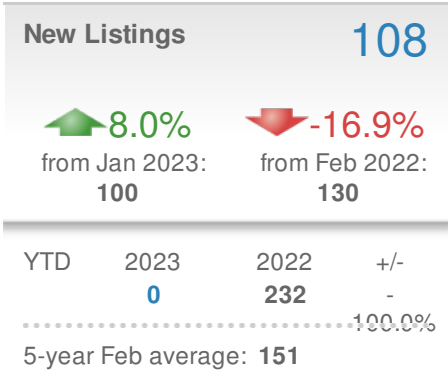 New Listings 108
8.0% -16.9%
from Jan 2023: from Feb 2022:
100 130
YTD 2023 2022 +/-
0 232 -
100.0%
5-year Feb average: 151